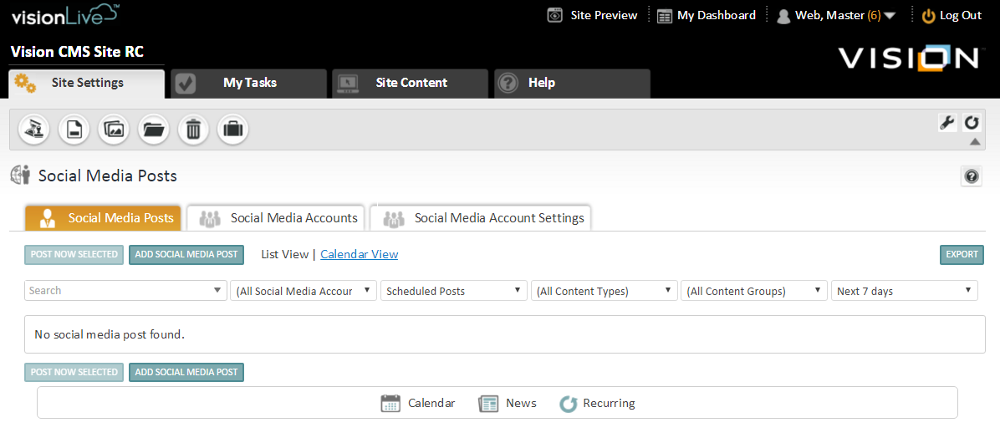 visionLive™
Site Preview
My Dashboard
Web, Master (6)
Log Out
Vision CMS Site RC
VISION
Site Settings
My Tasks
Site Content
Help
Social Media Posts
Social Media Posts
Social Media Accounts
Social Media Account Settings
POST NOW SELECTED
ADD SOCIAL MEDIA POST
List View | Calendar View
EXPORT
Search
(All Social Media Accour
Scheduled Posts
(All Content Types)
(All Content Groups)
Next 7 days
No social media post found.
POST NOW SELECTED
ADD SOCIAL MEDIA POST
Calendar
News
Recurring